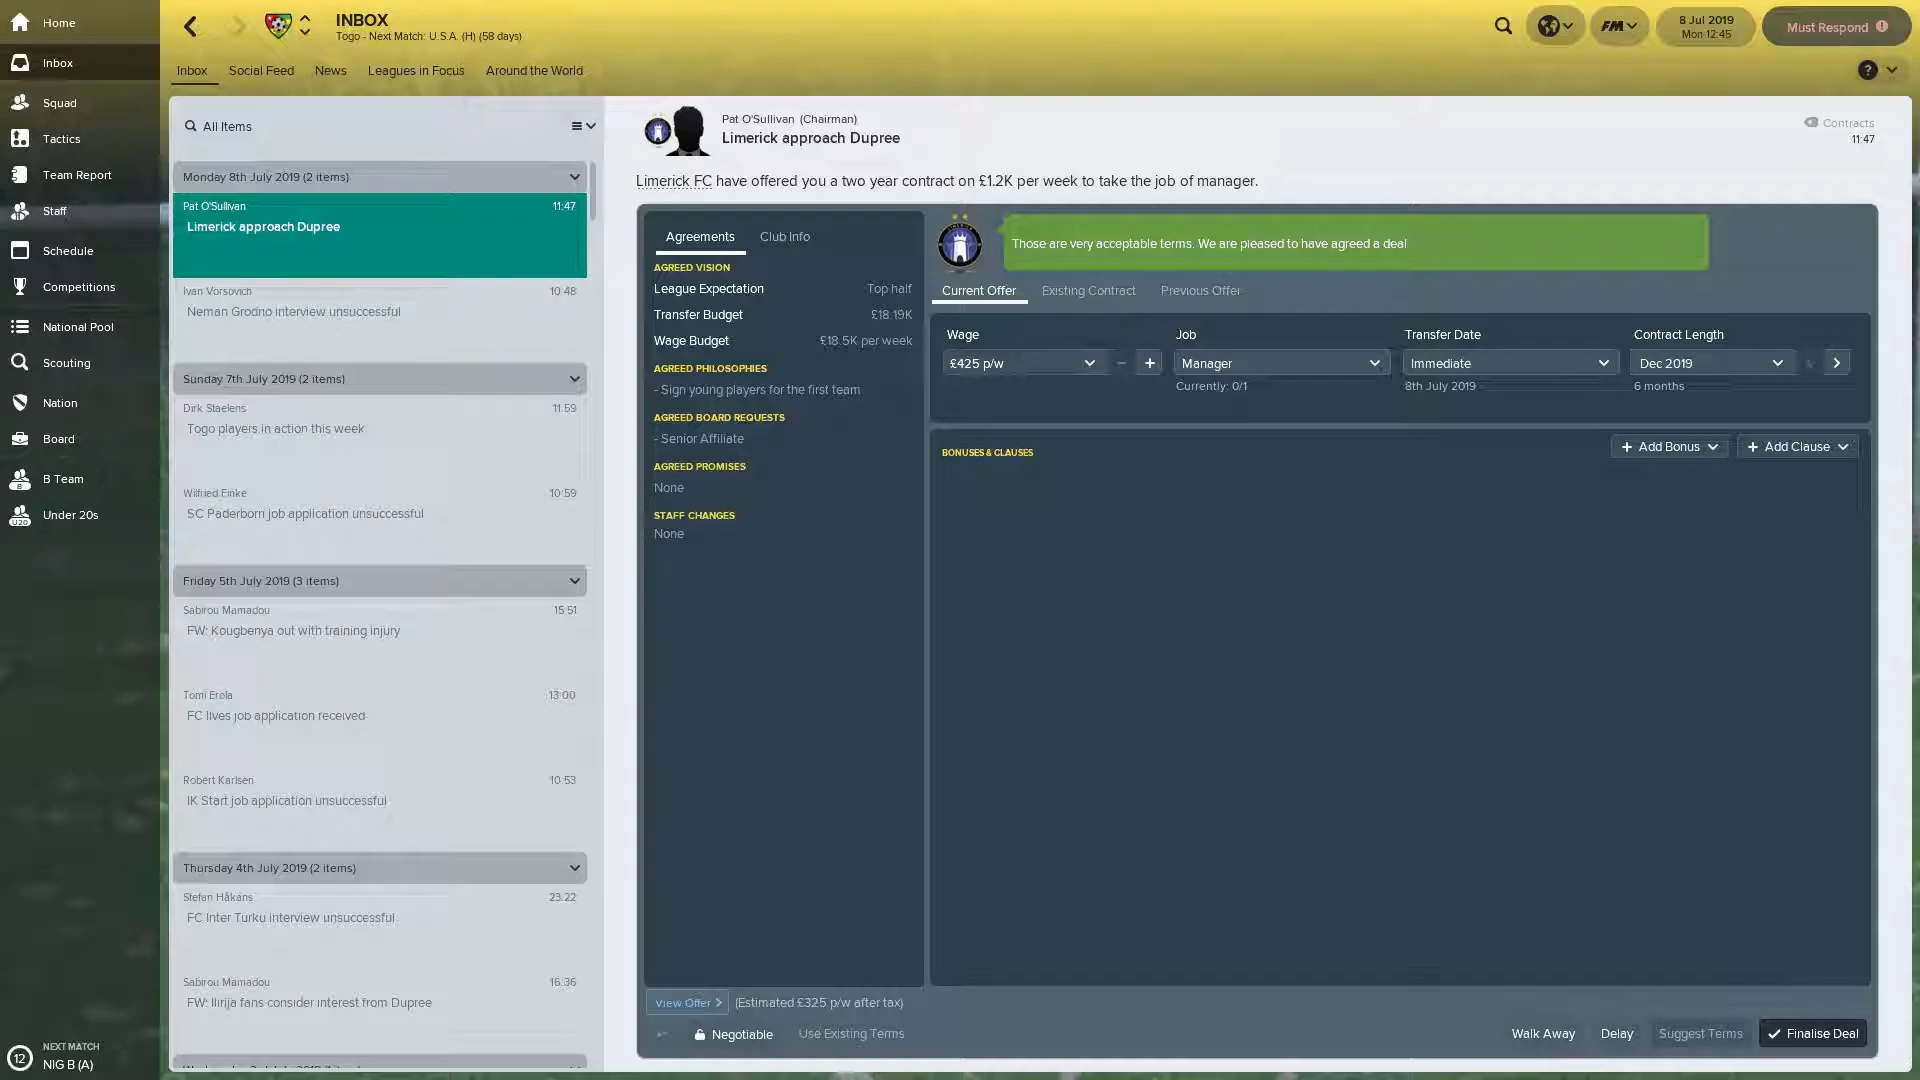 Home
Inbox
Squad
Tactics
Team Report
Staff
Schedule
Competitions
National Pool
Scouting
Nation
Board
B Team
B
Under 20s
U20
12
NEXT MATCH
NIG B (A)
INBOX
Togo - Next Match: U.S.A. (H) (58 days)
FM
8 Jul 2019
Mon 12:45
Must Respond
Inbox Social Feed News Leagues in Focus Around the World
?
All Items
Monday 8th July 2019 (2 items)
Pat O'Sullivan 11:47
Limerick approach Dupree
Ivan Vorsovich 10:48
Neman Grodno interview unsuccessful
Sunday 7th July 2019 (2 items)
Dirk Staelens 11:59
Togo players in action this week
Wilfried Finke 10:59
SC Paderborn job application unsuccessful
Friday 5th July 2019 (3 items)
Sabirou Mamadou 15:51
FW: Kougbenya out with training injury
Tomi Erola 13:00
FC Ilves job application received
Robert Karlsen 10:53
IK Start job application unsuccessful
Thursday 4th July 2019 (2 items)
Stefan Håkans 23:22
FC Inter Turku interview unsuccessful
Sabirou Mamadou 16:36
FW: Ilirija fans consider interest from Dupree
Pat O'Sullivan (Chairman)
Limerick approach Dupree
Contracts
11:47
Limerick FC have offered you a two year contract on £1.2K per week to take the job of manager.
Agreements Club Info
AGREED VISION
League Expectation Top half
Transfer Budget £18.19K
Wage Budget £18.5K per week
AGREED PHILOSOPHIES
- Sign young players for the first team
AGREED BOARD REQUESTS
- Senior Affiliate
AGREED PROMISES
None
STAFF CHANGES
None
Those are very acceptable terms. We are pleased to have agreed a deal
Current Offer Existing Contract Previous Offer
Wage Job Transfer Date Contract Length
£425 p/w - + Manager Immediate Dec 2019
Currently: 0/1 8th July 2019 6 months
BONUSES & CLAUSES
+ Add Bonus + Add Clause
View Offer > (Estimated £325 p/w after tax)
Negotiable Use Existing Terms
Walk Away Delay Suggest Terms Finalise Deal